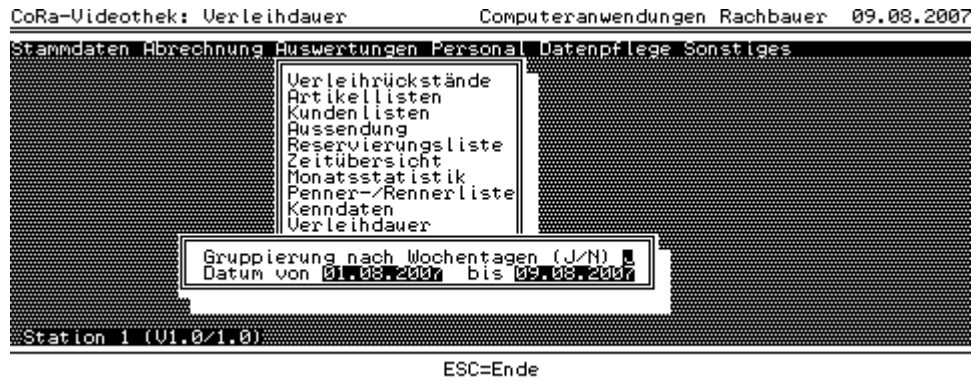 CoRa-Videothek: Verleihdauer Computeranwendungen Rachbauer 09.08.2007
Stammdaten Abrechnung Auswertungen Personal Datenpflege Sonstiges
Verleihrückstände
Artikellisten
Kundenlisten
Aussendung
Reservierungsliste
Zeitübersicht
Monatsstatistik
Penner-/Rennerliste
Kenndaten
Verleihdauer
Gruppierung nach Wochentagen (J/N)
Datum von 01.08.2007 bis 09.08.2007
Station 1 (V1.0/1.0)
ESC=Ende